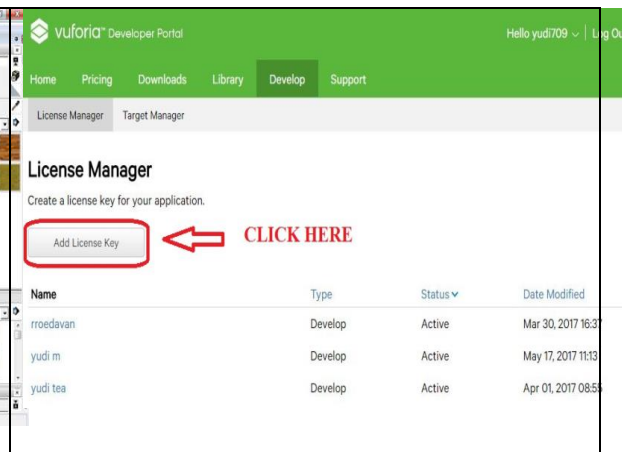 vuforia™ Developer Portal
Hello yudi709
Log Ou
Home Pricing Downloads Library Develop Support
License Manager Target Manager
License Manager
Create a license key for your application.
Add License Key
CLICK HERE
Name Type Status Date Modified
rroedavan Develop Active Mar 30, 2017 16:37
yudi m Develop Active May 17, 2017 11:13
yudi tea Develop Active Apr 01, 2017 08:55